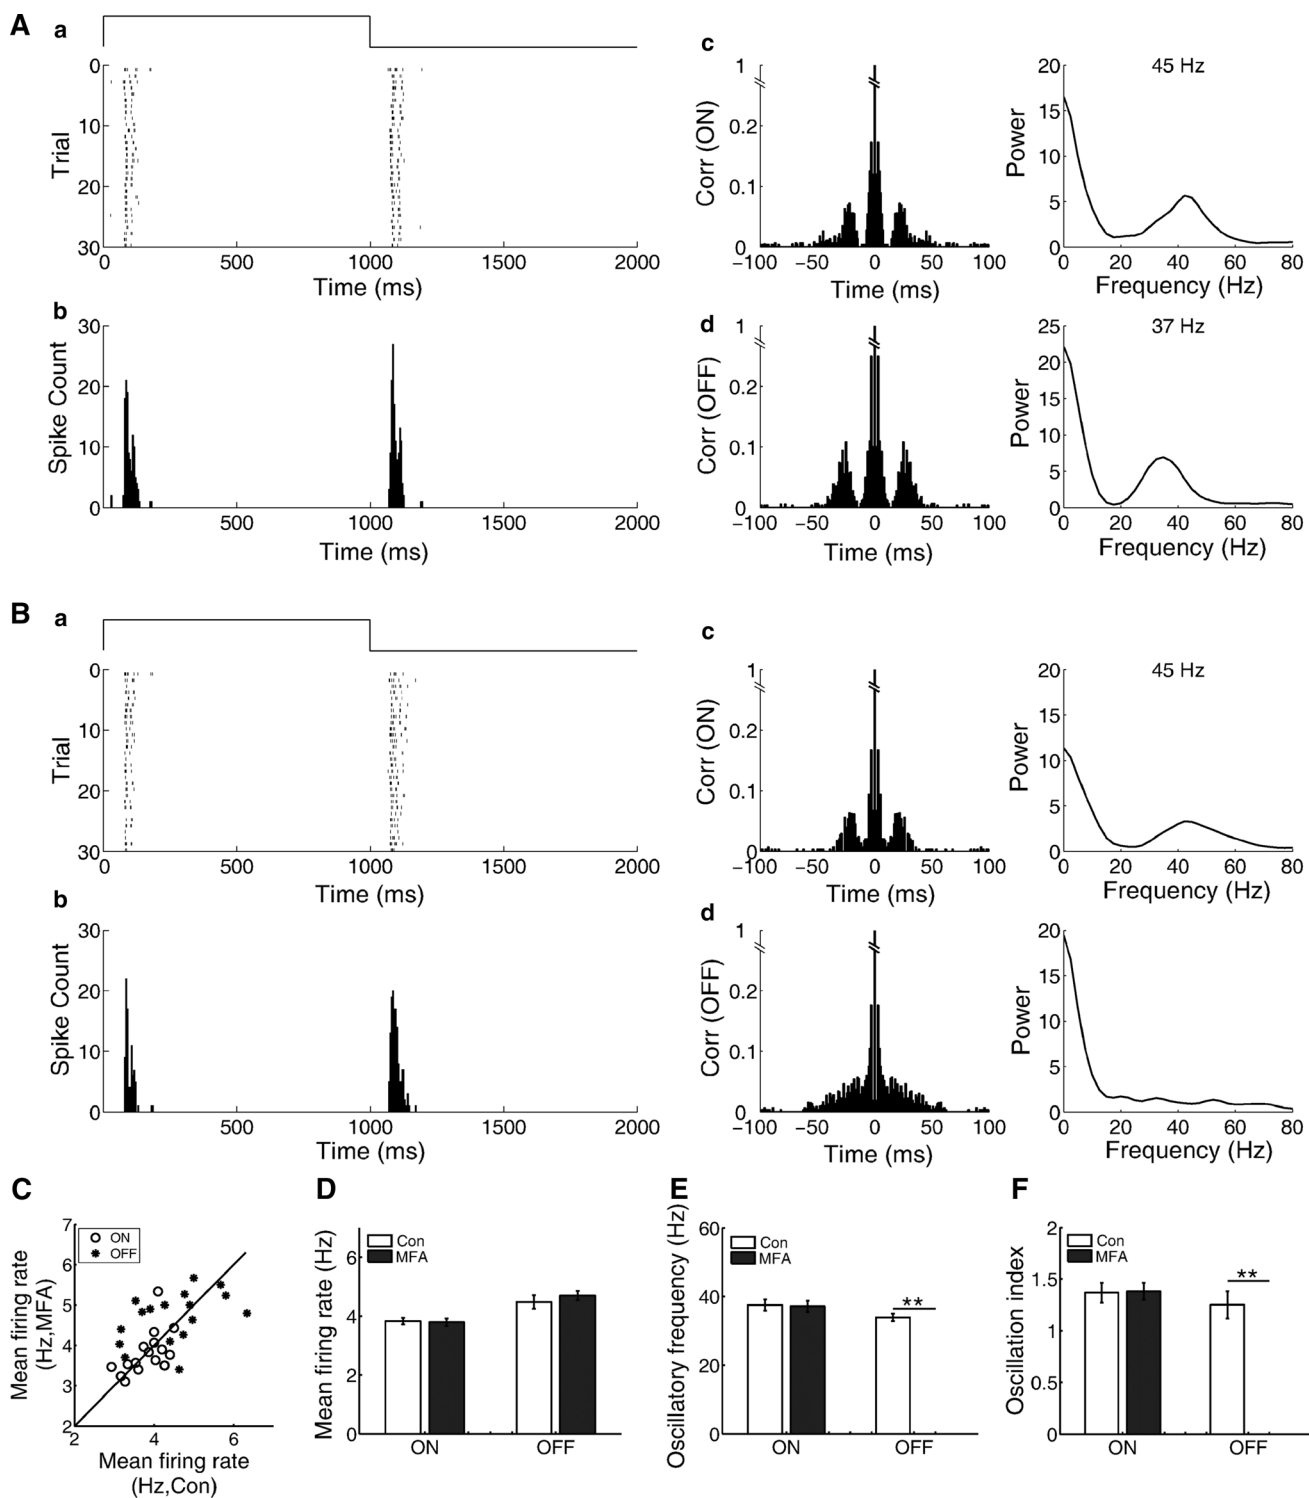 A
a
0
10
20
30
Trial
0
500
1000
1500
2000
Time (ms)
b
30
20
10
0
Spike Count
500
1000
1500
2000
Time (ms)
c
1
0.2
0.1
0
Corr (ON)
−100
−50
0
50
100
Time (ms)
45 Hz
20
15
10
5
0
Power
0
20
40
60
80
Frequency (Hz)
d
1
0.2
0.1
0
Corr (OFF)
−100
−50
0
50
100
Time (ms)
37 Hz
25
20
15
10
5
0
Power
0
20
40
60
80
Frequency (Hz)
B
a
0
10
20
30
Trial
0
500
1000
1500
2000
Time (ms)
b
30
20
10
0
Spike Count
500
1000
1500
2000
Time (ms)
c
1
0.2
0.1
0
Corr (ON)
−100
−50
0
50
100
Time (ms)
45 Hz
20
15
10
5
0
Power
0
20
40
60
80
Frequency (Hz)
d
1
0.2
0.1
0
Corr (OFF)
−100
−50
0
50
100
Time (ms)
20
15
10
5
0
Power
0
20
40
60
80
Frequency (Hz)
C
7
6
5
4
3
2
Mean firing rate
(Hz,MFA)
ON
OFF
2
4
6
Mean firing rate
(Hz,Con)
D
6
4
2
0
Mean firing rate (Hz)
Con
MFA
ON
OFF
E
60
40
20
0
Oscillatory frequency (Hz)
Con
MFA
**
ON
OFF
F
2
1.5
1
0.5
0
Oscillation index
Con
MFA
**
ON
OFF